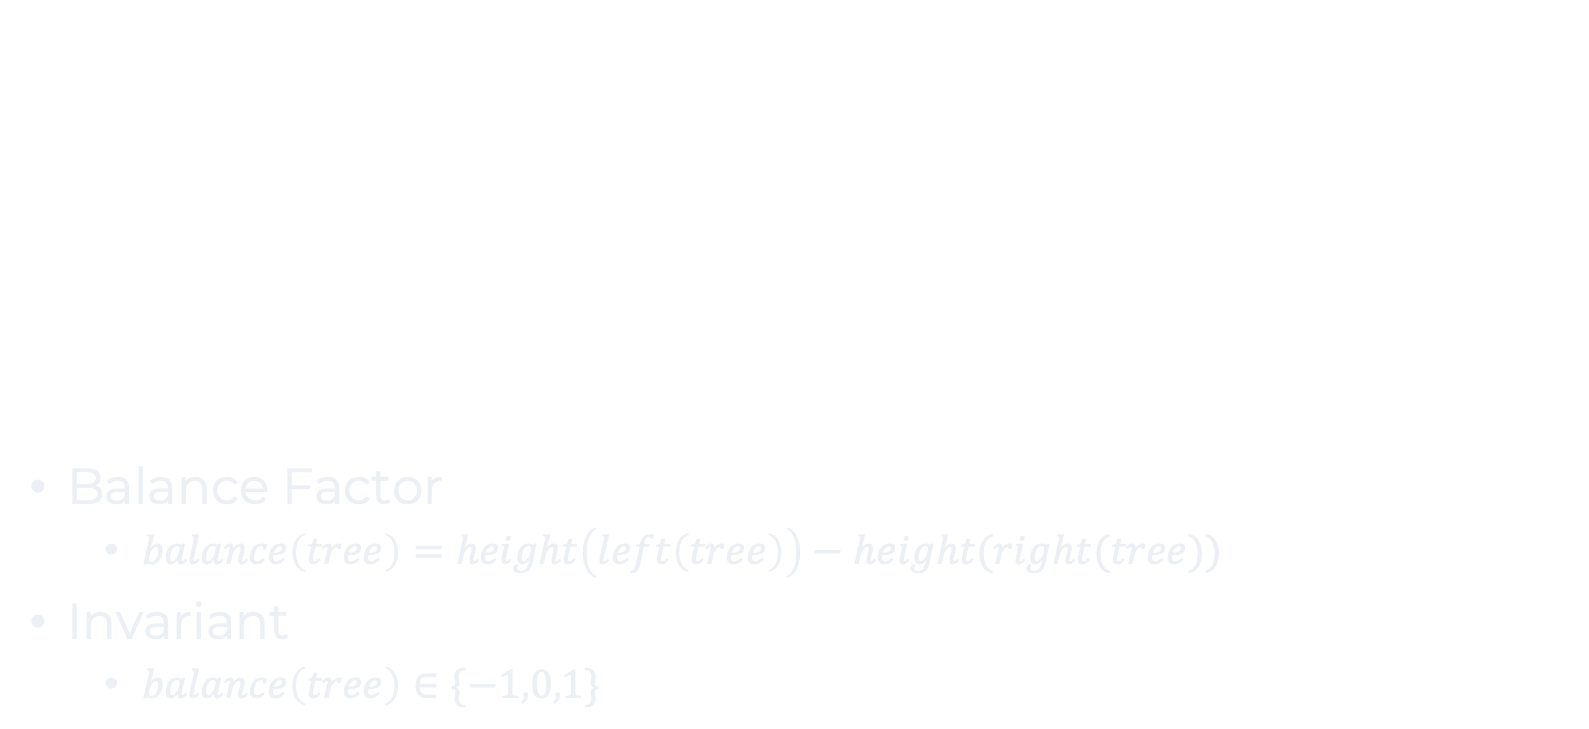 • Balance Factor
• balance(tree) = height(left(tree)) − height(right(tree))
• Invariant
• balance(tree) ∈ {−1,0,1}